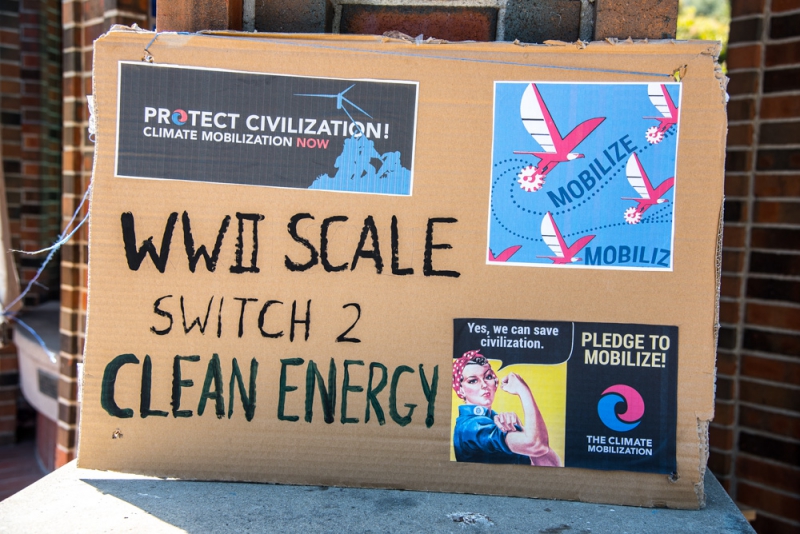 PROTECT CIVILIZATION!
CLIMATE MOBILIZATION NOW
MOBILIZE
MOBILIZ
WWII SCALE
SWITCH 2
CLEAN ENERGY
Yes, we can save
civilization.
PLEDGE TO
MOBILIZE!
THE CLIMATE
MOBILIZATION